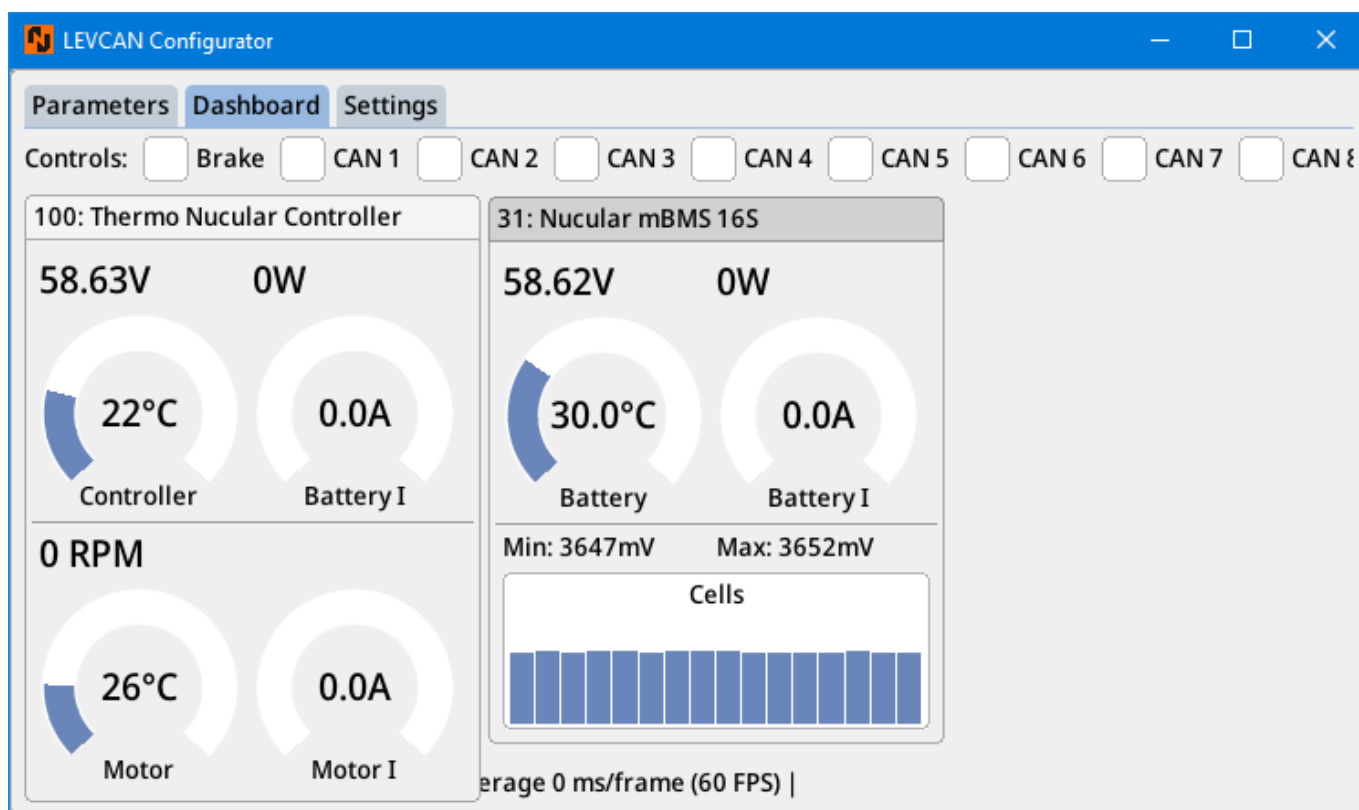 LEVCAN Configurator
Parameters Dashboard Settings
Controls: Brake CAN 1 CAN 2 CAN 3 CAN 4 CAN 5 CAN 6 CAN 7 CAN
100: Thermo Nucular Controller
58.63V 0W
22°C 0.0A
Controller Battery I
0 RPM
26°C 0.0A
Motor Motor I
31: Nucular mBMS 16S
58.62V 0W
30.0°C 0.0A
Battery Battery I
Min: 3647mV Max: 3652mV
Cells
erage 0 ms/frame (60 FPS) |